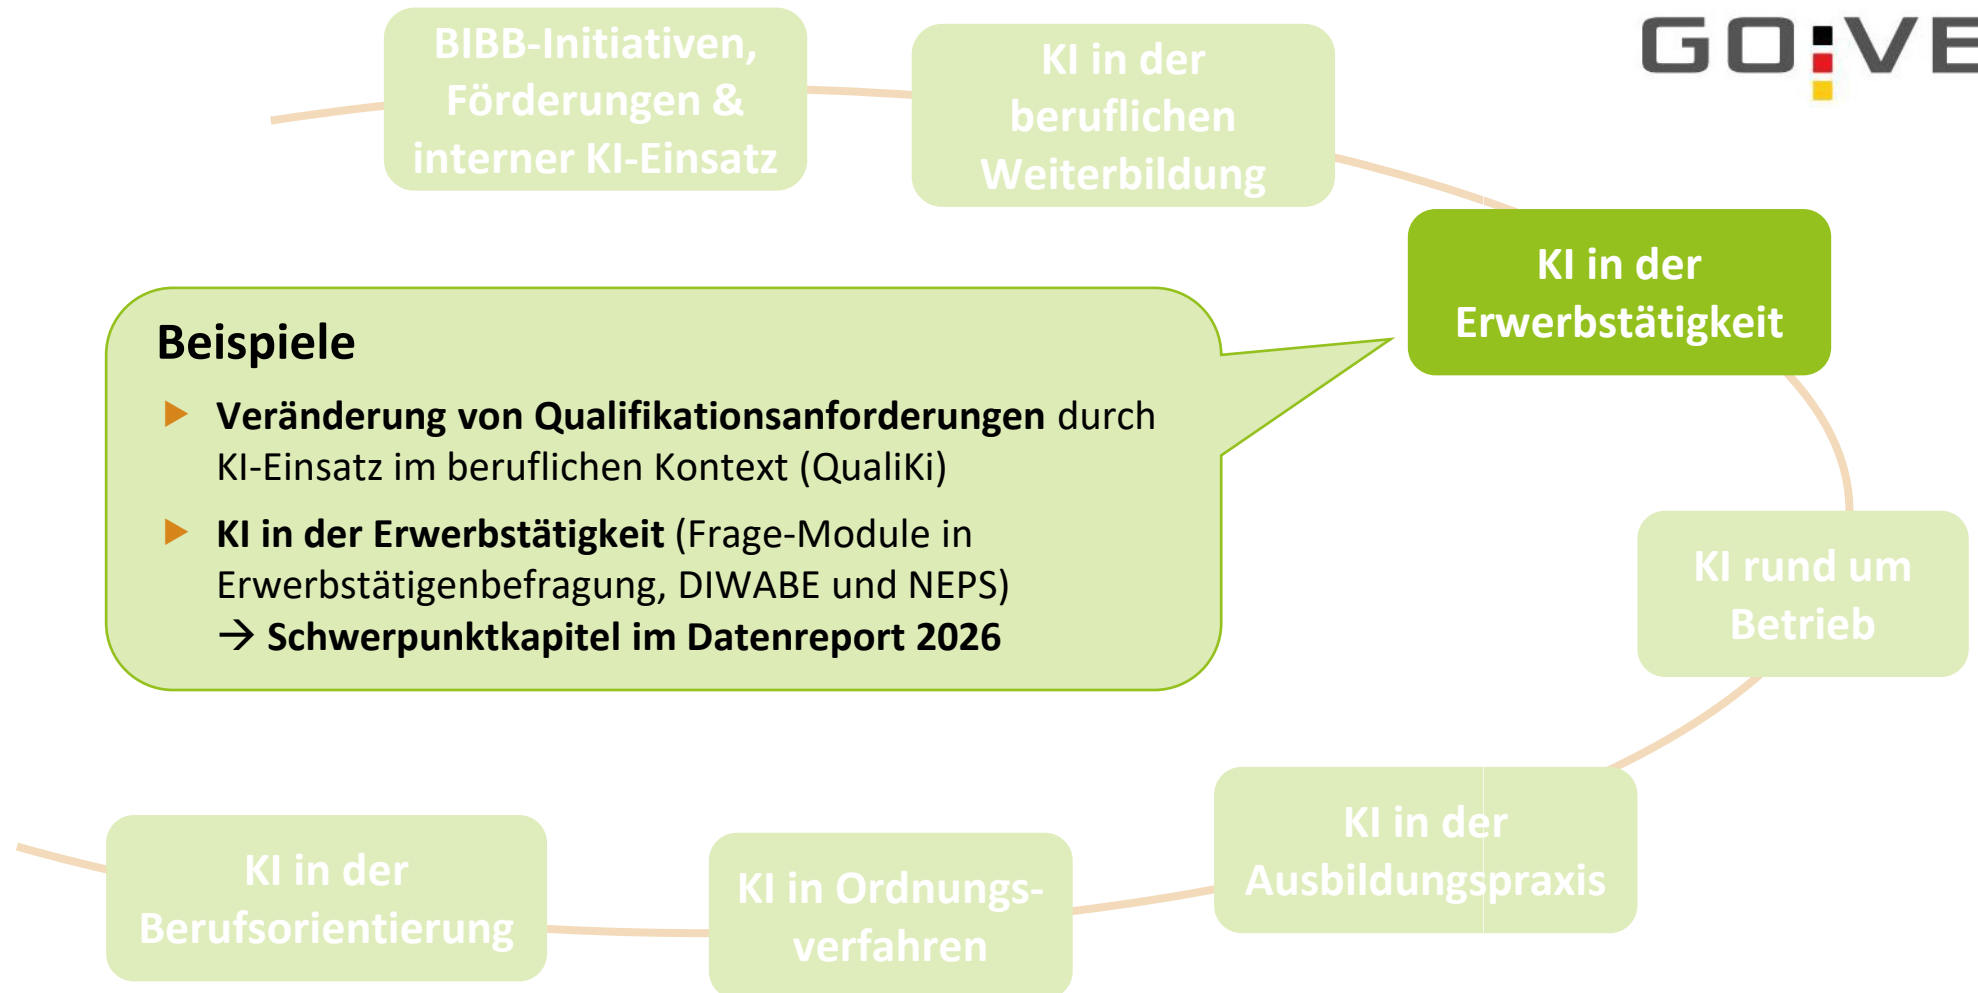 BIBB-Initiativen,
Förderungen &
interner KI-Einsatz
KI in der
beruflichen
Weiterbildung
GO:VE
KI in der
Erwerbstätigkeit
Beispiele
Veränderung von Qualifikationsanforderungen durch
KI-Einsatz im beruflichen Kontext (QualiKi)
KI in der Erwerbstätigkeit (Frage-Module in
Erwerbstätigenbefragung, DIWABE und NEPS)
→ Schwerpunktkapitel im Datenreport 2026
KI rund um
Betrieb
KI in der
Ausbildungspraxis
KI in Ordnungs-
verfahren
KI in der
Berufsorientierung